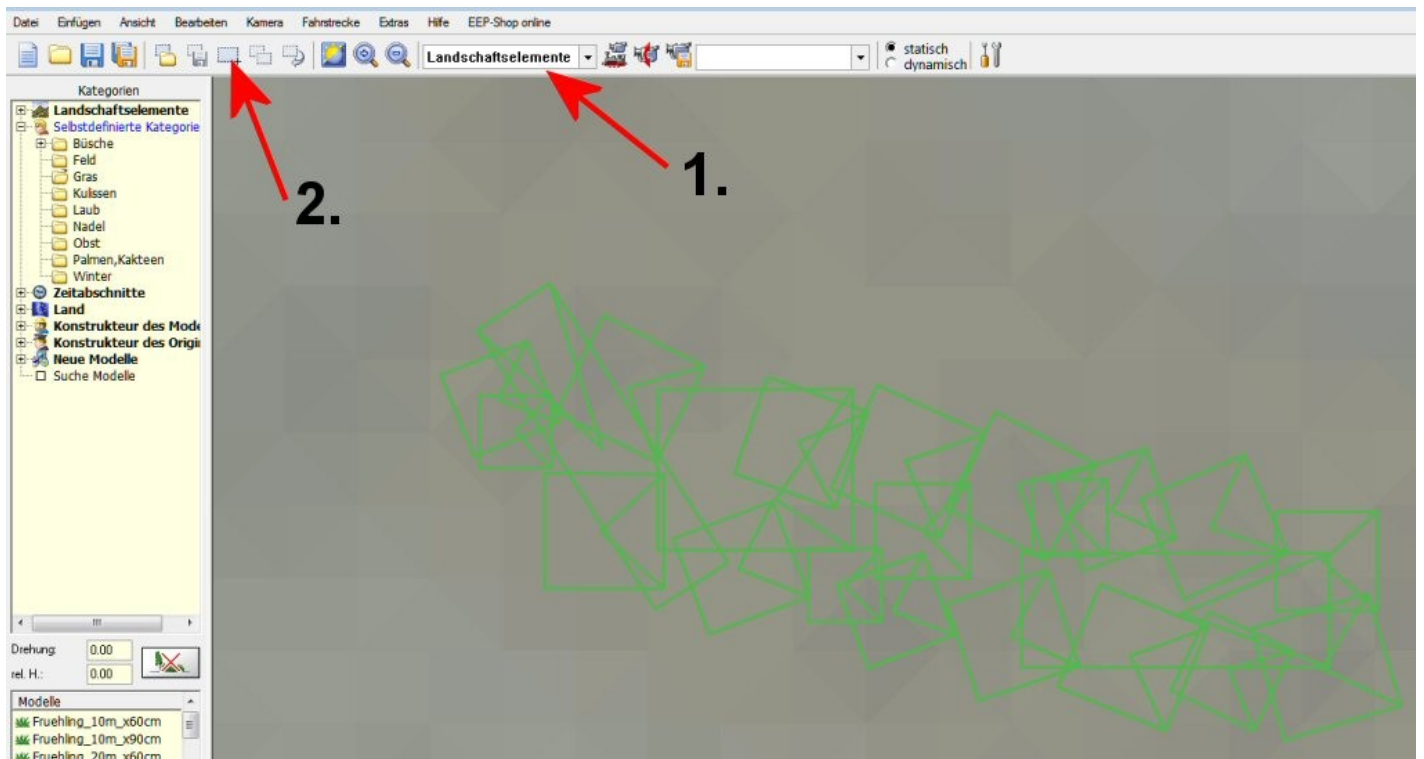 Datei Einfügen Ansicht Bearbeiten Kamera Fahrstrecke Extras Hilfe EEP-Shop online
Landschaftselemente
statisch
dynamisch
1.
2.
Kategorien
Landschaftselemente
Selbstdefinierte Kategorie
Büsche
Feld
Gras
Kulissen
Laub
Nadel
Obst
Palmen,Kakteen
Winter
Zeitabschnitte
Land
Konstrukteur des Mode
Konstrukteur des Origi
Neue Modelle
Suche Modelle
Drehung: 0.00
rel. H.: 0.00
Modelle
Fruehling_10m_x60cm
Fruehling_10m_x90cm
Fruehling_20m_x60cm